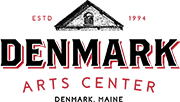 ESTD 1994
DENMARK
ARTS CENTER
DENMARK, MAINE